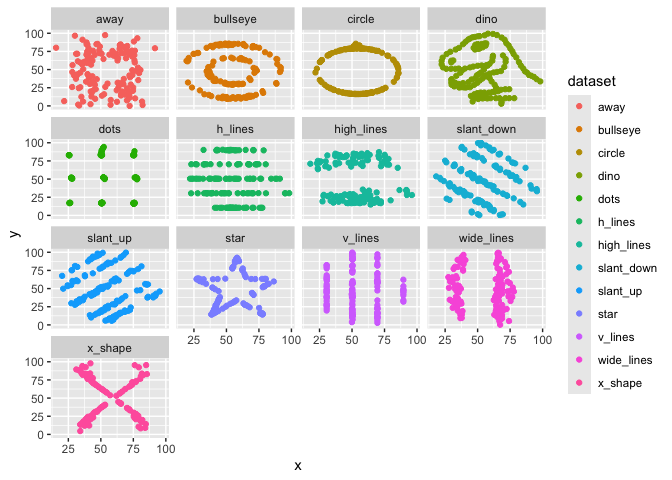 away bullseye circle dino
100
75
50
25
0
dots h_lines high_lines slant_down
100
75
50
25
0
slant_up star v_lines wide_lines
100
75
50
25
0
25 50 75 100 25 50 75 100 25 50 75 100
x_shape
100
75
50
25
0
25 50 75 100
x
y
dataset
away
bullseye
circle
dino
dots
h_lines
high_lines
slant_down
slant_up
star
v_lines
wide_lines
x_shape